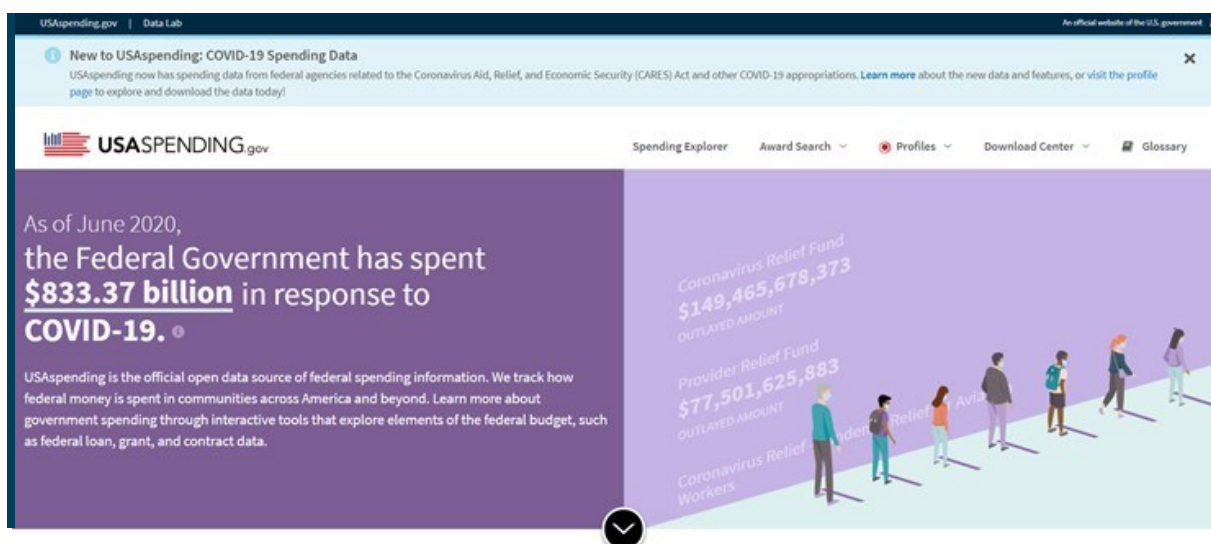 USAspending.gov | Data Lab
An official website of the U.S. government
New to USAspending: COVID-19 Spending Data
USAspending now has spending data from federal agencies related to the Coronavirus Aid, Relief, and Economic Security (CARES) Act and other COVID-19 appropriations. Learn more about the new data and features, or visit the profile
page to explore and download the data today!
USASPENDING.gov
Spending Explorer
Award Search
Profiles
Download Center
Glossary
As of June 2020,
the Federal Government has spent
$833.37 billion in response to
COVID-19.
USAspending is the official open data source of federal spending information. We track how
federal money is spent in communities across America and beyond. Learn more about
government spending through interactive tools that explore elements of the federal budget, such
as federal loan, grant, and contract data.
Coronavirus Relief Fund
$149,465,678,373
OUTLAYED AMOUNT
Provider Relief Fund
$77,501,625,883
OUTLAYED AMOUNT
Coronavirus Relief Relief
Workers